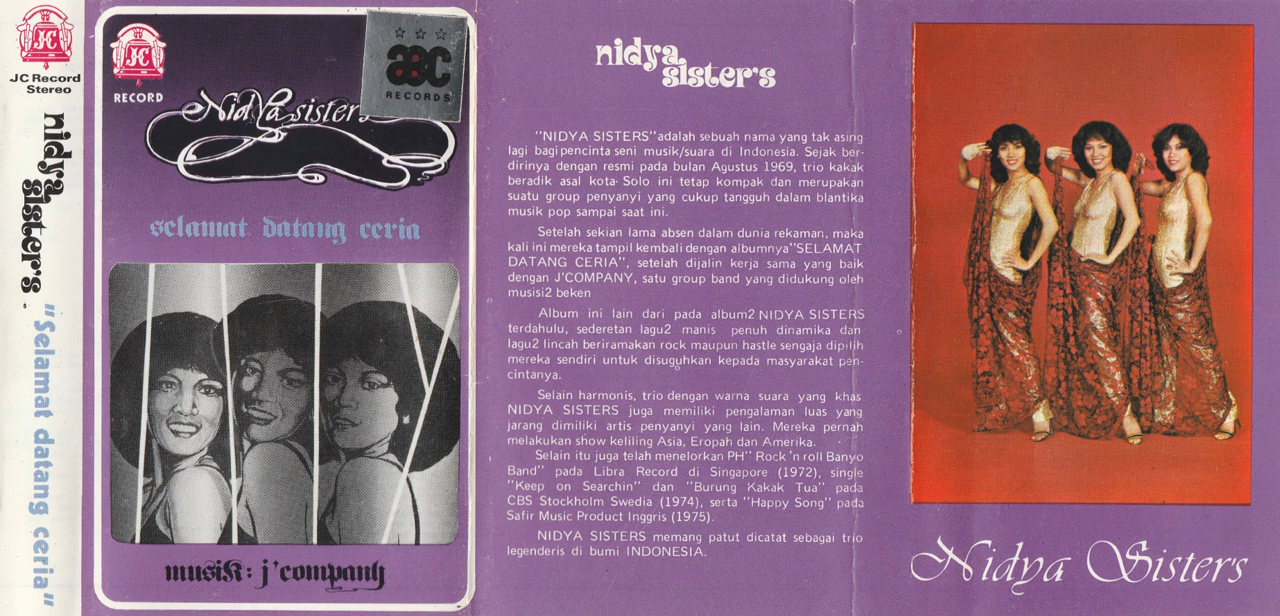 JC
JC Record
Stereo
nidya
sister's
"Selamat datang ceria"
JC
RECORD
ABC
RECORDS
Nidya sisters
selamat datang ceria
musik: j'company
nidya
sister's
"NIDYA SISTERS" adalah sebuah nama yang tak asing
lagi bagi pencinta seni musik/suara di Indonesia. Sejak ber-
dirinya dengan resmi pada bulan Agustus 1969, trio kakak
beradik asal kota Solo ini tetap kompak dan merupakan
suatu group penyanyi yang cukup tangguh dalam blantika
musik pop sampai saat ini.
Setelah sekian lama absen dalam dunia rekaman, maka
kali ini mereka tampil kembali dengan albumnya "SELAMAT
DATANG CERIA", setelah dijalin kerja sama yang baik
dengan J'COMPANY, satu group band yang didukung oleh
musisi2 beken
Album ini lain dari pada album2 NIDYA SISTERS
terdahulu, sederetan lagu2 manis penuh dinamika dan
lagu2 lincah beriramakan rock maupun hastle sengaja dipilih
mereka sendiri untuk disuguhkan kepada masyarakat pen-
cintanya.
Selain harmonis, trio dengan warna suara yang khas
NIDYA SISTERS juga memiliki pengalaman luas yang
jarang dimiliki artis penyanyi yang lain. Mereka pernah
melakukan show keliling Asia, Eropah dan Amerika.
Selain itu juga telah menelorkan PH" Rock 'n roll Banyo
Band" pada Libra Record di Singapore (1972), single
"Keep on Searchin" dan "Burung Kakak Tua" pada
CBS Stockholm Swedia (1974), serta "Happy Song" pada
Safir Music Product Inggris (1975).
NIDYA SISTERS memang patut dicatat sebagai trio
legenderis di bumi INDONESIA.
Nidya Sisters